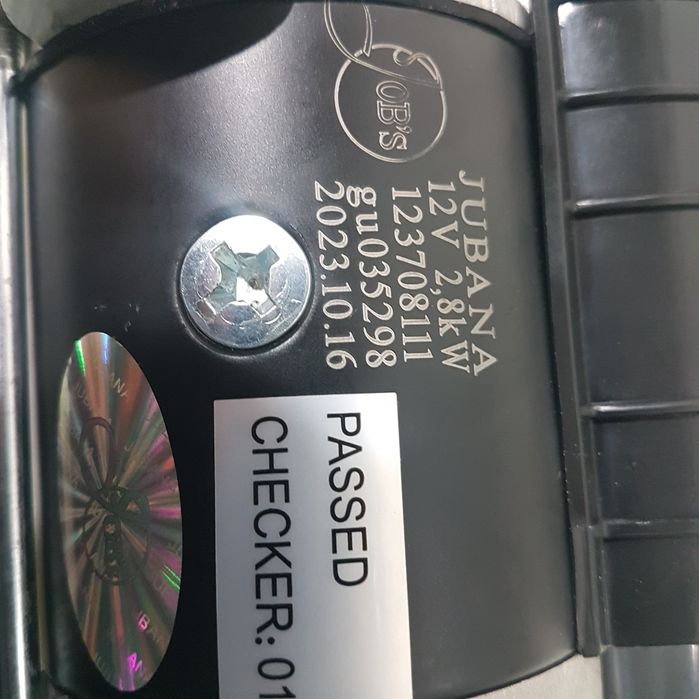 JOB's
JUBANA
12V 2,8kW
123708111
gu035298
2023.10.16
PASSED
CHECKER: 01